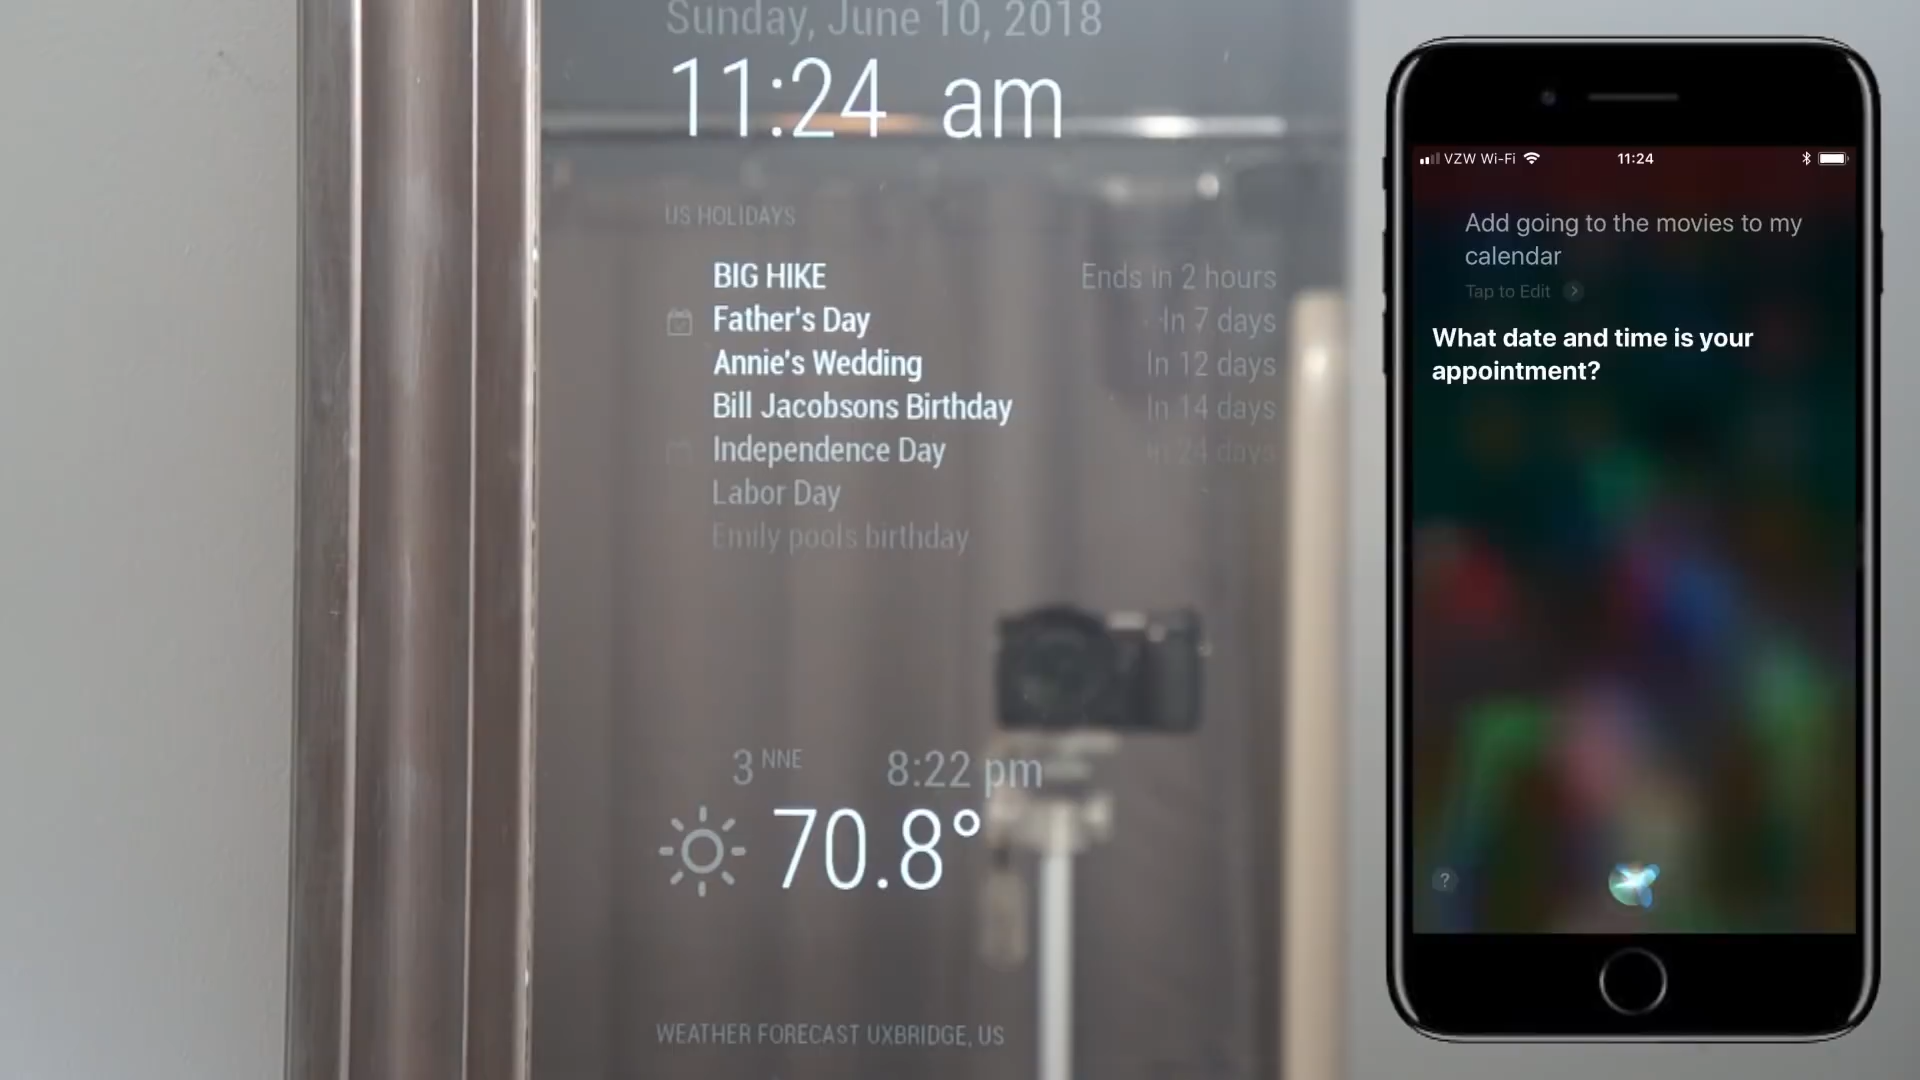 Sunday, June 10, 2018
11:24 am
US HOLIDAYS
BIG HIKE Ends in 2 hours
Father's Day In 7 days
Annie's Wedding In 12 days
Bill Jacobsons Birthday In 14 days
Independence Day In 24 days
Labor Day
Emily pools birthday
3 NNE 8:22 pm
70.8°
WEATHER FORECAST UXBRIDGE, US
VZW Wi-Fi 11:24
Add going to the movies to my
calendar
Tap to Edit >
What date and time is your
appointment?
?